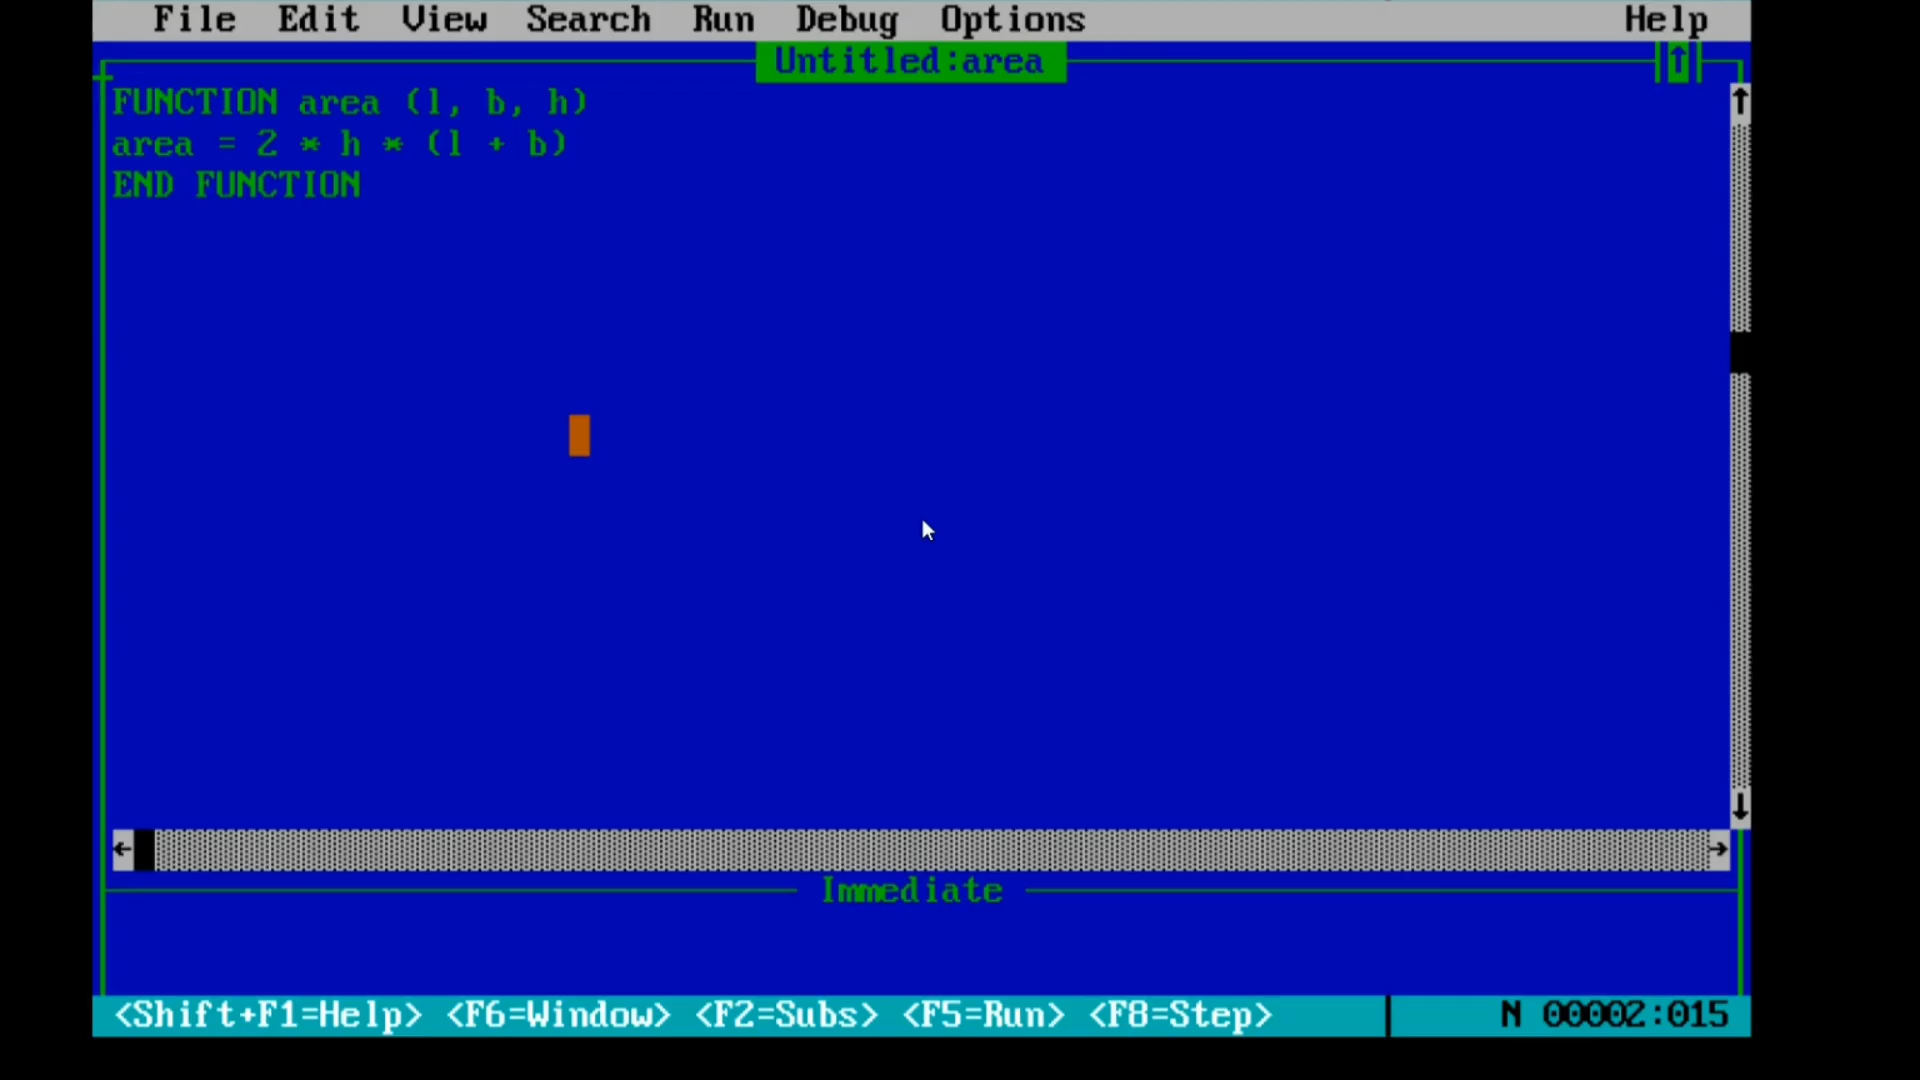 File Edit View Search Run Debug Options Help
Untitled:area
FUNCTION area (l, b, h)
area = 2 * h * (l + b)
END FUNCTION
Immediate
<Shift+F1=Help> <F6=Window> <F2=Subs> <F5=Run> <F8=Step> N 00002:015